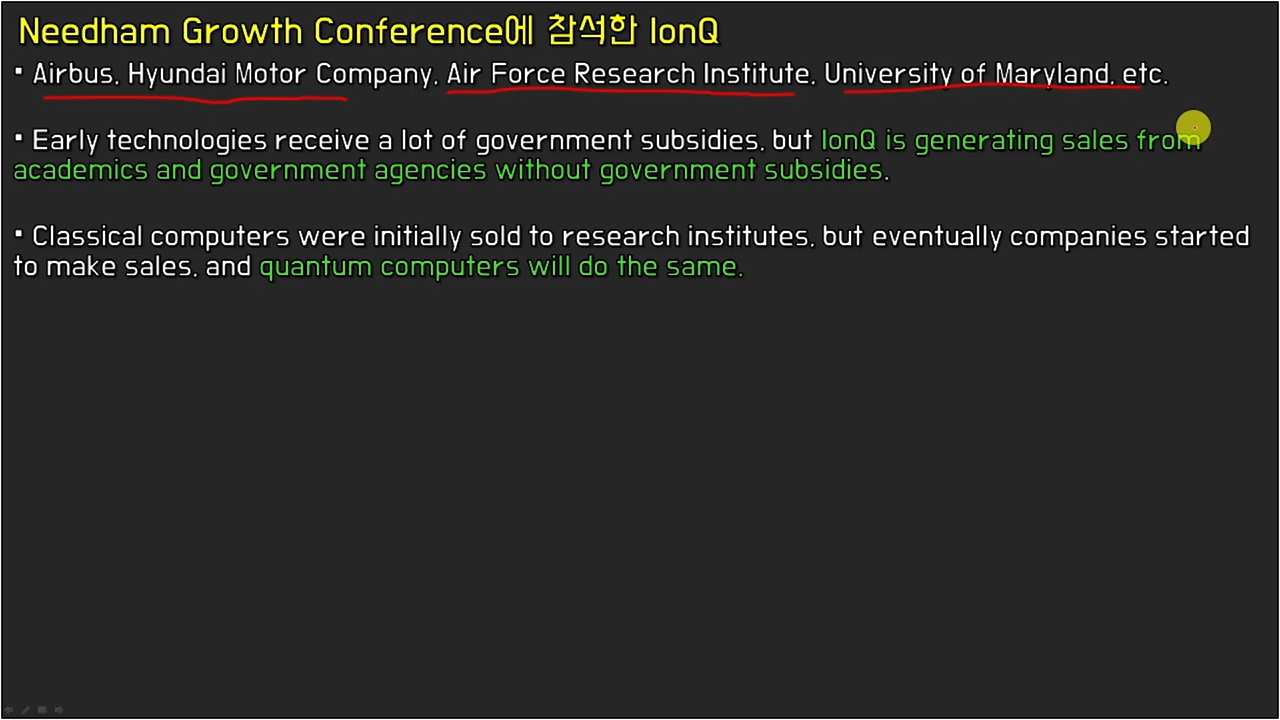 Needham Growth Conference에 참석한 IonQ
▪ Airbus, Hyundai Motor Company, Air Force Research Institute, University of Maryland, etc.
▪ Early technologies receive a lot of government subsidies, but IonQ is generating sales from
academics and government agencies without government subsidies.
▪ Classical computers were initially sold to research institutes, but eventually companies started
to make sales, and quantum computers will do the same.